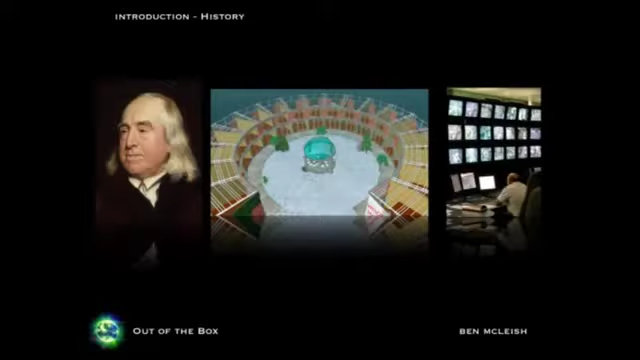 INTRODUCTION - HISTORY
OUT OF THE BOX
BEN MCLEISH